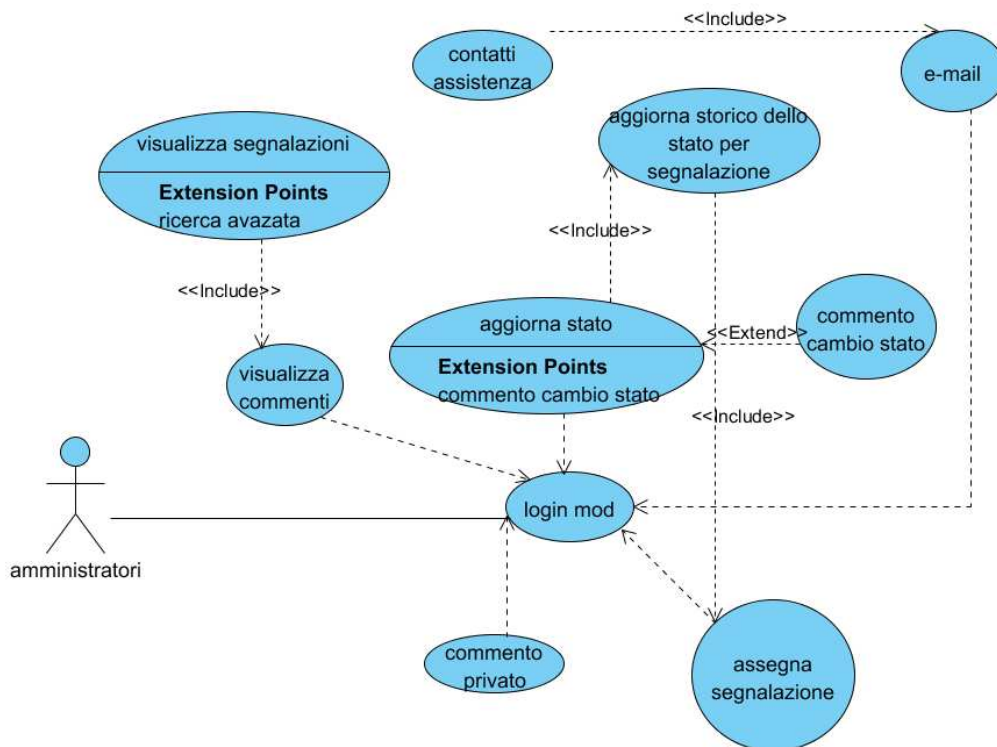 <<Include>>
contatti
assistenza
e-mail
aggiorna storico dello
stato per
segnalazione
visualizza segnalazioni
Extension Points
ricerca avazata
<<Include>>
<<Include>>
aggiorna stato
Extension Points
commento cambio stato
<<Extend>>
commento
cambio stato
visualizza
commenti
<<Include>>
login mod
amministratori
commento
privato
assegna
segnalazione